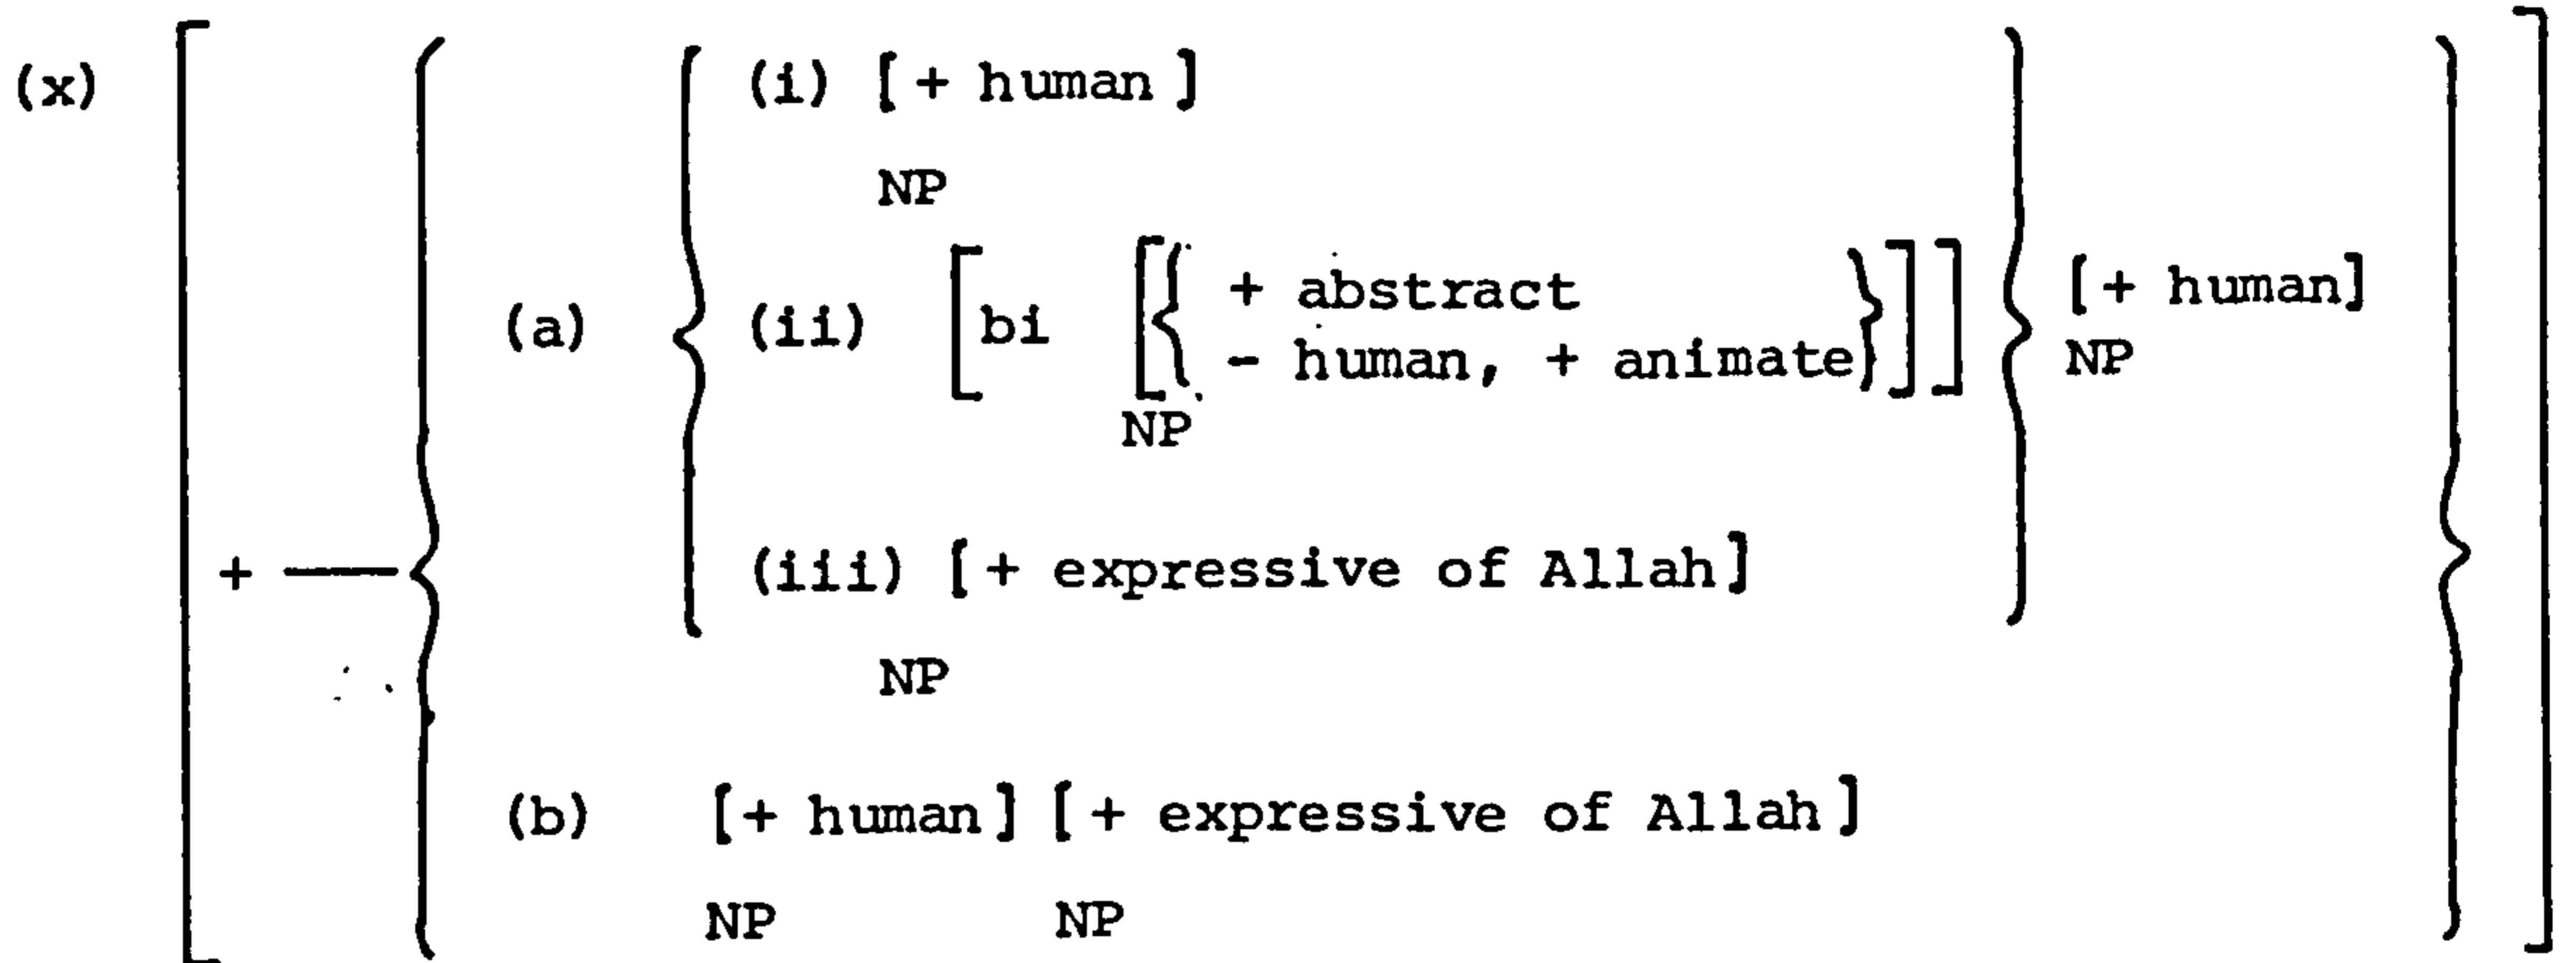 (x)
(i) [+ human]
NP
(a) (ii) [bi [{+ abstract
- human, + animate}]] [+ human]
NP NP
+ —— (iii) [+ expressive of Allah]
NP
(b) [+ human] [+ expressive of Allah]
NP NP